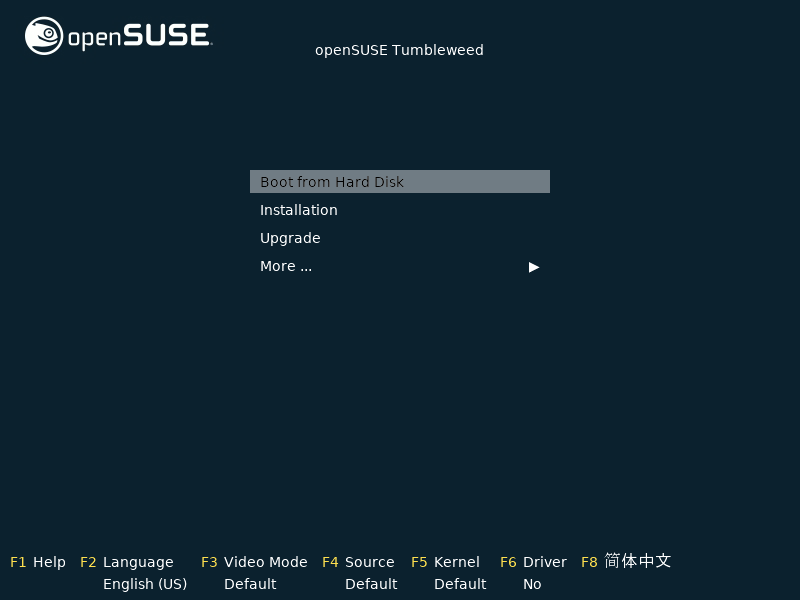 openSUSE
openSUSE Tumbleweed
Boot from Hard Disk
Installation
Upgrade
More ...
F1 Help F2 Language F3 Video Mode F4 Source F5 Kernel F6 Driver F8 简体中文
English (US) Default Default Default No